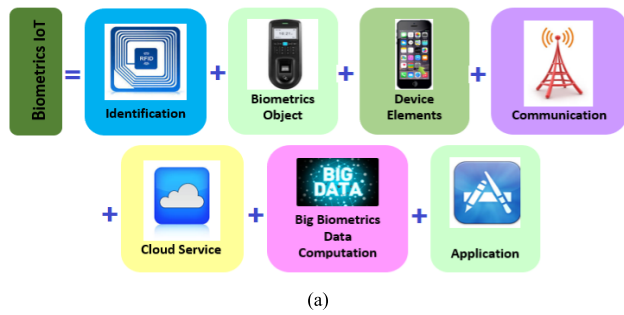 Biometrics IoT
=
RFID
Identification
+
Biometrics
Object
+
Device
Elements
+
Communication
+
Cloud Service
+
BIG
DATA
Big Biometrics
Data
Computation
+
Application
(a)